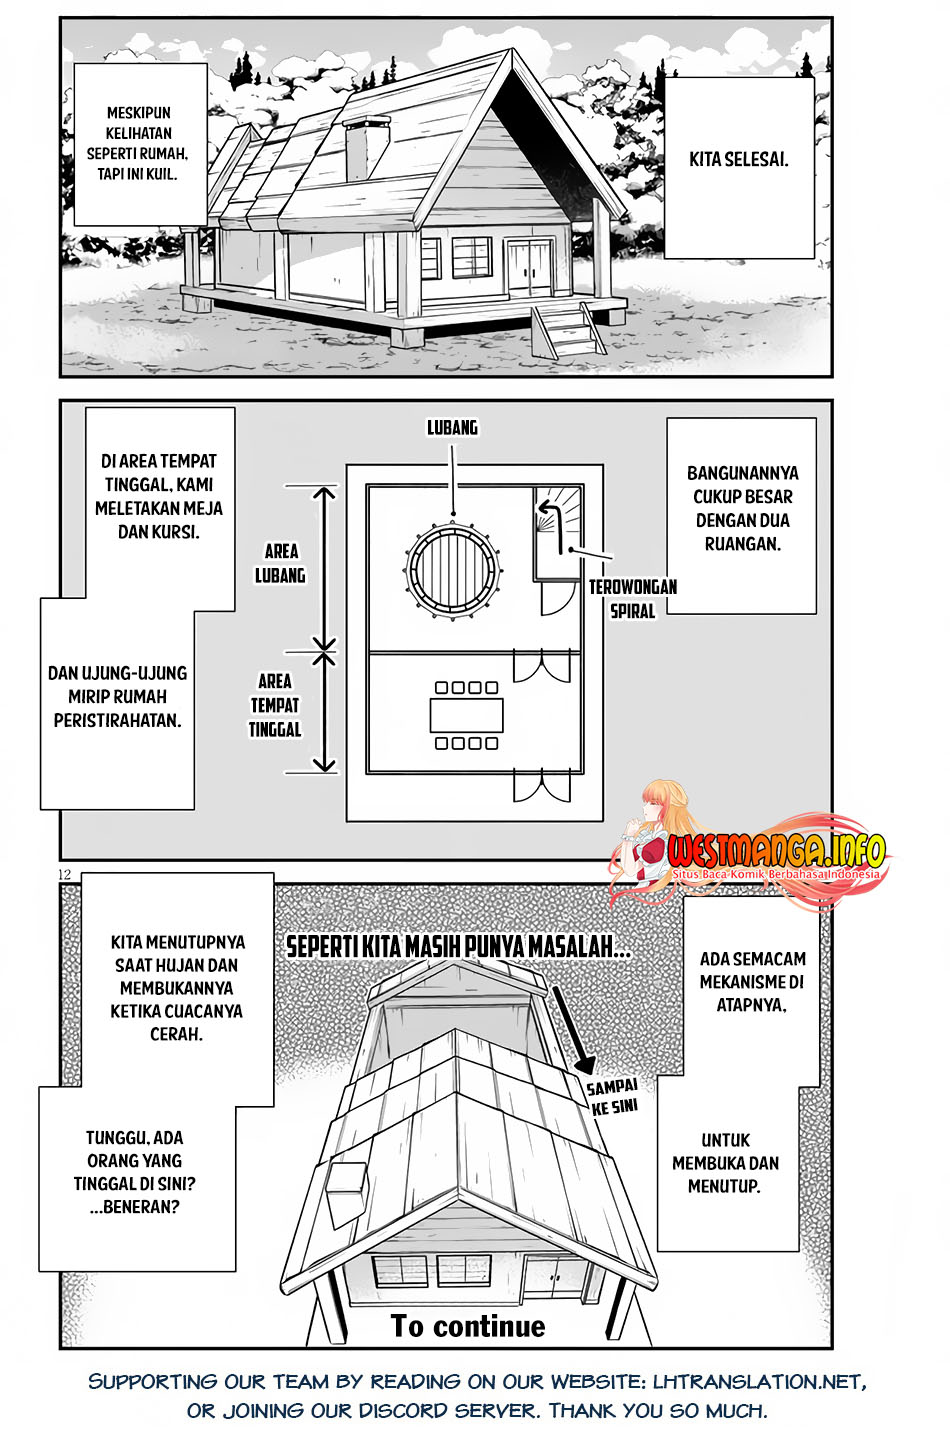 KITA SELESAI.
MESKIPUN
KELIHATAN
SEPERTI RUMAH,
TAPI INI KUIL.
BANGUNANNYA
CUKUP BESAR
DENGAN DUA
RUANGAN.
LUBANG
AREA
LUBANG
TEROWONGAN
SPIRAL
AREA
TEMPAT
TINGGAL
DI AREA TEMPAT
TINGGAL, KAMI
MELETAKAN MEJA
DAN KURSI.
DAN UJUNG-UJUNG
MIRIP RUMAH
PERISTIRAHATAN.
WESTMANGA.INFO
Situs Baca Komik Berbahasa Indonesia
12
ADA SEMACAM
MEKANISME DI
ATAPNYA,
UNTUK
MEMBUKA DAN
MENUTUP.
SEPERTI KITA MASIH PUNYA MASALAH...
SAMPAI
KE SINI
KITA MENUTUPNYA
SAAT HUJAN DAN
MEMBUKANNYA
KETIKA CUACANYA
CERAH.
TUNGGU, ADA
ORANG YANG
TINGGAL DI SINI?
...BENERAN?
To continue
SUPPORTING OUR TEAM BY READING ON OUR WEBSITE: LHTRANSLATION.NET,
OR JOINING OUR DISCORD SERVER. THANK YOU SO MUCH.